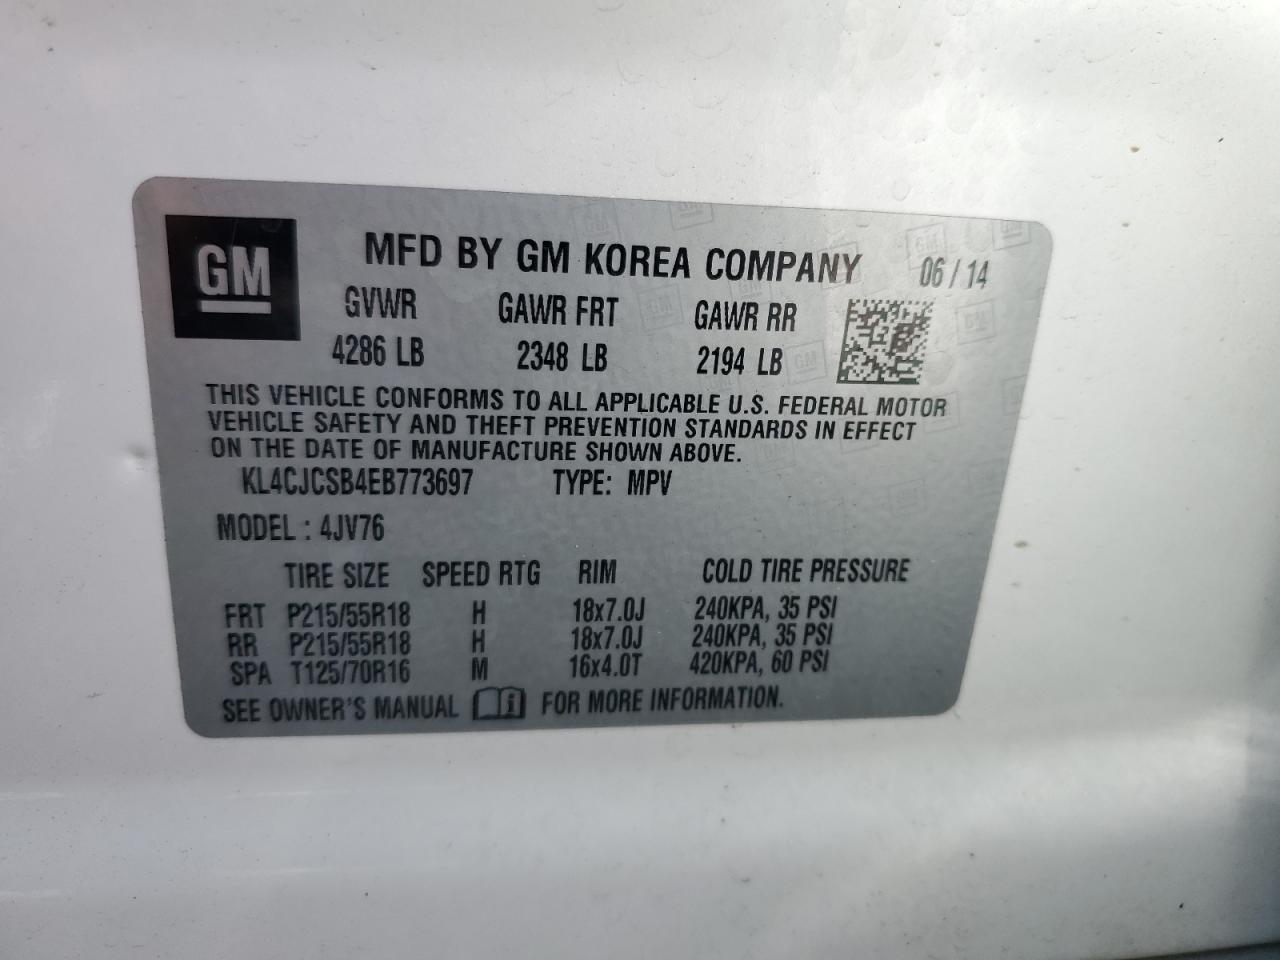 GM
MFD BY GM KOREA COMPANY 06/14
GVWR GAWR FRT GAWR RR
4286 LB 2348 LB 2194 LB
THIS VEHICLE CONFORMS TO ALL APPLICABLE U.S. FEDERAL MOTOR
VEHICLE SAFETY AND THEFT PREVENTION STANDARDS IN EFFECT
ON THE DATE OF MANUFACTURE SHOWN ABOVE.
KL4CJCSB4EB773697 TYPE: MPV
MODEL : 4JV76
TIRE SIZE SPEED RTG RIM COLD TIRE PRESSURE
FRT P215/55R18 H 18x7.0J 240KPA, 35 PSI
RR P215/55R18 H 18x7.0J 240KPA, 35 PSI
SPA T125/70R16 M 16x4.0T 420KPA, 60 PSI
SEE OWNER'S MANUAL i FOR MORE INFORMATION.